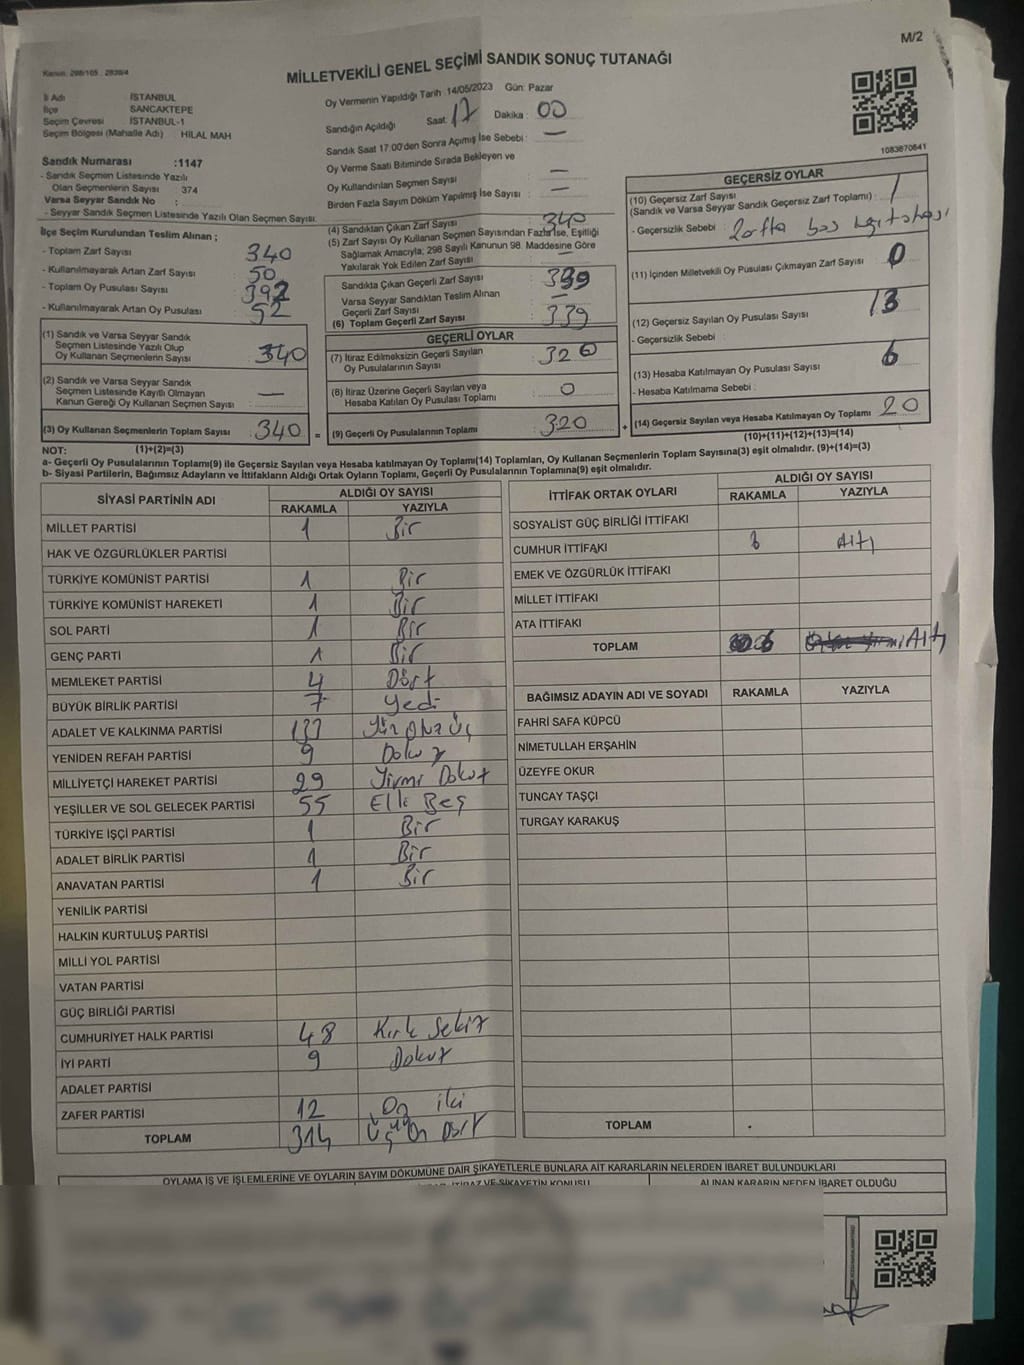 M/2
Kanun: 298/105 , 2839/4
MİLLETVEKİLİ GENEL SEÇİMİ SANDIK SONUÇ TUTANAĞI
İl Adı : İSTANBUL
İlçe : SANCAKTEPE
Seçim Çevresi : İSTANBUL-1
Seçim Bölgesi (Mahalle Adı) : HİLAL MAH
Sandık Numarası :1147
- Sandık Seçmen Listesinde Yazılı
Olan Seçmenlerin Sayısı : 374
Varsa Seyyar Sandık No :
- Seyyar Sandık Seçmen Listesinde Yazılı Olan Seçmen Sayısı:
İlçe Seçim Kurulundan Teslim Alınan ;
- Toplam Zarf Sayısı : 340
- Kullanılmayarak Artan Zarf Sayısı : 50
- Toplam Oy Pusulası Sayısı : 392
- Kullanılmayarak Artan Oy Pusulası : 52
(1) Sandık ve Varsa Seyyar Sandık
Seçmen Listesinde Yazılı Olup
Oy Kullanan Seçmenlerin Sayısı : 340
(2) Sandık ve Varsa Seyyar Sandık
Seçmen Listesinde Kayıtlı Olmayan
Kanun Gereği Oy Kullanan Seçmen Sayısı : —
(3) Oy Kullanan Seçmenlerin Toplam Sayısı : 340
Oy Vermenin Yapıldığı Tarih :14/05/2023 Gün: Pazar
Sandığın Açıldığı Saat: 17 Dakika : 00
Sandık Saat 17:00'den Sonra Açılmış İse Sebebi : —
Oy Verme Saati Bitiminde Sırada Bekleyen ve
Oy Kullandırılan Seçmen Sayısı : —
Birden Fazla Sayım Döküm Yapılmış İse Sayısı : —
(4) Sandıktan Çıkan Zarf Sayısı : 340
(5) Zarf Sayısı Oy Kullanan Seçmen Sayısından Fazla İse, Eşitliği
Sağlamak Amacıyla; 298 Sayılı Kanunun 98. Maddesine Göre
Yakılarak Yok Edilen Zarf Sayısı : —
Sandıkta Çıkan Geçerli Zarf Sayısı : 339
Varsa Seyyar Sandıktan Teslim Alınan
Geçerli Zarf Sayısı : —
(6) Toplam Geçerli Zarf Sayısı : 339
GEÇERLİ OYLAR
(7) İtiraz Edilmeksizin Geçerli Sayılan
Oy Pusulalarının Sayısı : 320
(8) İtiraz Üzerine Geçerli Sayılan veya
Hesaba Katılan Oy Pusulası Toplamı : 0
= (9) Geçerli Oy Pusulalarının Toplamı : 320
1083870841
GEÇERSİZ OYLAR
(10) Geçersiz Zarf Sayısı
(Sandık ve Varsa Seyyar Sandık Geçersiz Zarf Toplamı) : 1
- Geçersizlik Sebebi : Zarfta boş
(11) İçinden Milletvekili Oy Pusulası Çıkmayan Zarf Sayısı : 0
(12) Geçersiz Sayılan Oy Pusulası Sayısı : 13
- Geçersizlik Sebebi :
(13) Hesaba Katılmayan Oy Pusulası Sayısı : 6
- Hesaba Katılmama Sebebi :
+ (14) Geçersiz Sayılan veya Hesaba Katılmayan Oy Toplamı : 20
NOT: (1)+(2)=(3) (10)+(11)+(12)+(13)=(14)
a- Geçerli Oy Pusulalarının Toplamı(9) ile Geçersiz Sayılan veya Hesaba katılmayan Oy Toplamı(14) Toplamları, Oy Kullanan Seçmenlerin Toplam Sayısına(3) eşit olmalıdır. (9)+(14)=(3)
b- Siyasi Partilerin, Bağımsız Adayların ve İttifakların Aldığı Ortak Oyların Toplamı, Geçerli Oy Pusulalarının Toplamına(9) eşit olmalıdır.
SİYASİ PARTİNİN ADI ALDIĞI OY SAYISI
RAKAMLA YAZIYLA
MİLLET PARTİSİ 1 Bir
HAK VE ÖZGÜRLÜKLER PARTİSİ
TÜRKİYE KOMÜNİST PARTİSİ 1 Bir
TÜRKİYE KOMÜNİST HAREKETİ 1 Bir
SOL PARTİ 1 Bir
GENÇ PARTİ 1 Bir
MEMLEKET PARTİSİ 4 Dört
BÜYÜK BİRLİK PARTİSİ 7 Yedi
ADALET VE KALKINMA PARTİSİ 133 Yüz Otuz Üç
YENİDEN REFAH PARTİSİ 9 Dokuz
MİLLİYETÇİ HAREKET PARTİSİ 29 Yirmi Dokuz
YEŞİLLER VE SOL GELECEK PARTİSİ 55 Elli Beş
TÜRKİYE İŞÇİ PARTİSİ 1 Bir
ADALET BİRLİK PARTİSİ 1 Bir
ANAVATAN PARTİSİ 1 Bir
YENİLİK PARTİSİ
HALKIN KURTULUŞ PARTİSİ
MİLLİ YOL PARTİSİ
VATAN PARTİSİ
GÜÇ BİRLİĞİ PARTİSİ
CUMHURİYET HALK PARTİSİ 48 Kırk Sekiz
İYİ PARTİ 9 Dokuz
ADALET PARTİSİ
ZAFER PARTİSİ 12 On iki
TOPLAM 314 Üç yüz On Dört
İTTİFAK ORTAK OYLARI ALDIĞI OY SAYISI
RAKAMLA YAZIYLA
SOSYALİST GÜÇ BİRLİĞİ İTTİFAKI
CUMHUR İTTİFAKI 6 Altı
EMEK VE ÖZGÜRLÜK İTTİFAKI
MİLLET İTTİFAKI
ATA İTTİFAKI
TOPLAM 6 Altı
BAĞIMSIZ ADAYIN ADI VE SOYADI RAKAMLA YAZIYLA
FAHRİ SAFA KÜPCÜ
NİMETULLAH ERŞAHİN
ÜZEYFE OKUR
TUNCAY TAŞÇI
TURGAY KARAKUŞ
TOPLAM
OYLAMA İŞ VE İŞLEMLERİNE VE OYLARIN SAYIM DÖKÜMÜNE DAİR ŞİKAYETLERLE BUNLARA AİT KARARLARIN NELERDEN İBARET BULUNDUKLARI
İTİRAZ VE ŞİKAYETİN KONUSU ALINAN KARARIN NEDEN İBARET OLDUĞU